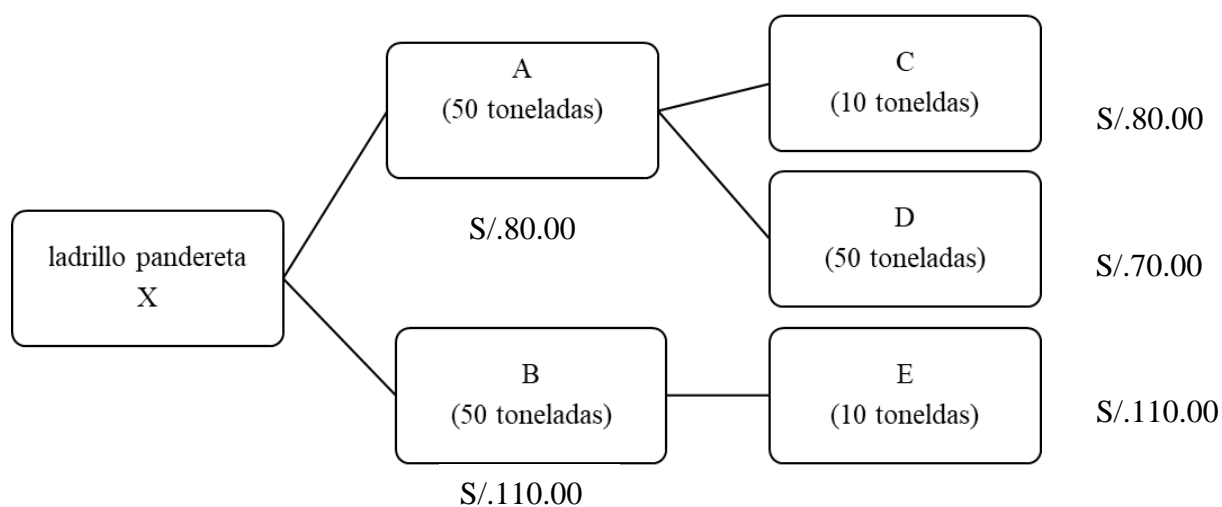 ladrillo pandereta
X
A
(50 toneladas)
S/.80.00
B
(50 toneladas)
S/.110.00
C
(10 toneldas)
S/.80.00
D
(50 toneladas)
S/.70.00
E
(10 toneldas)
S/.110.00